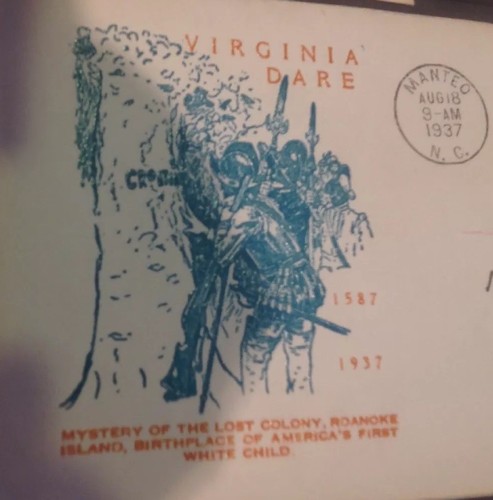 VIRGINIA
DARE
MANTEO
AUG 18
9-AM
1937
N. C.
1587
1937
MYSTERY OF THE LOST COLONY, ROANOKE
ISLAND, BIRTHPLACE OF AMERICA'S FIRST
WHITE CHILD.